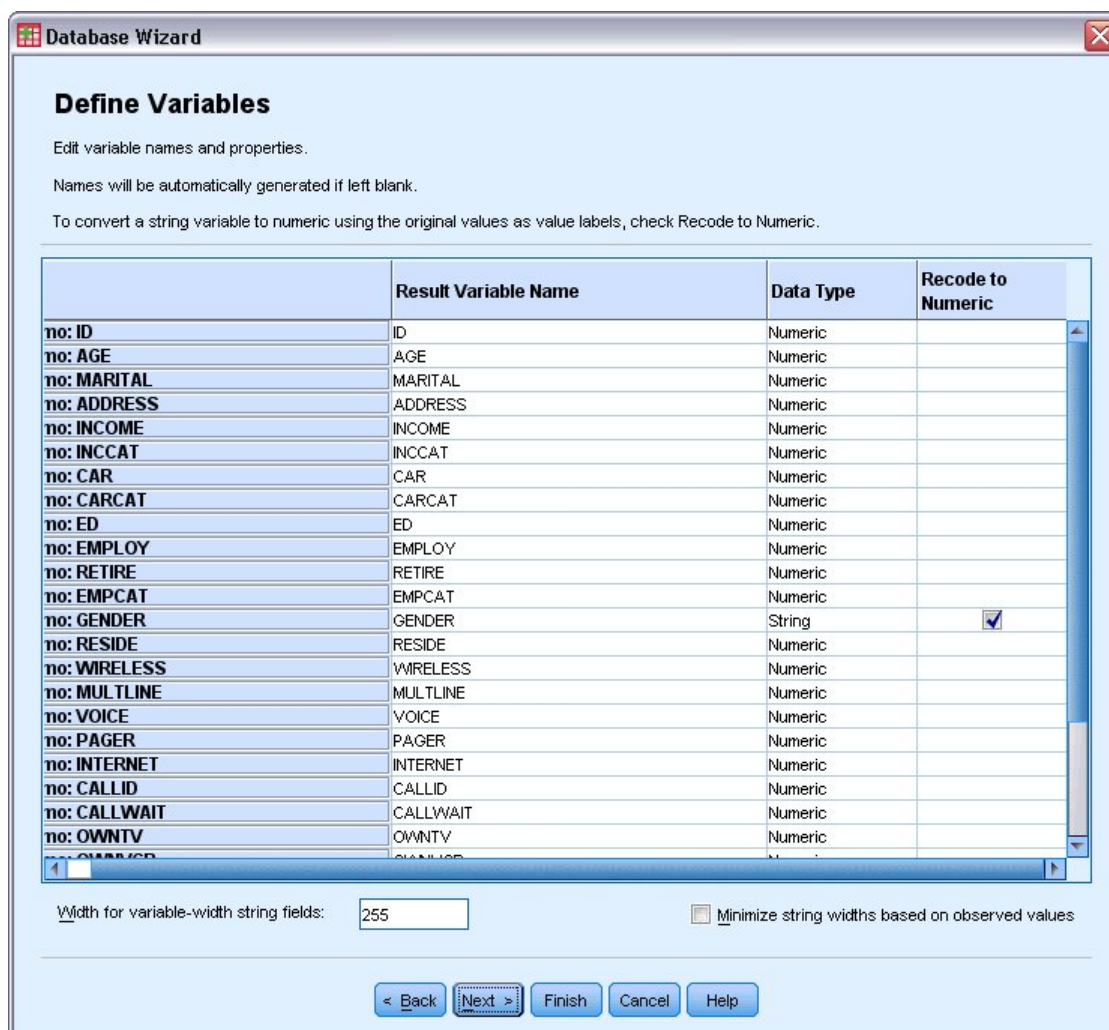 Database Wizard
Define Variables
Edit variable names and properties.
Names will be automatically generated if left blank.
To convert a string variable to numeric using the original values as value labels, check Recode to Numeric.
Result Variable Name Data Type Recode to Numeric
no: ID ID Numeric
no: AGE AGE Numeric
no: MARITAL MARITAL Numeric
no: ADDRESS ADDRESS Numeric
no: INCOME INCOME Numeric
no: INCCAT INCCAT Numeric
no: CAR CAR Numeric
no: CARCAT CARCAT Numeric
no: ED ED Numeric
no: EMPLOY EMPLOY Numeric
no: RETIRE RETIRE Numeric
no: EMPCAT EMPCAT Numeric
no: GENDER GENDER String
no: RESIDE RESIDE Numeric
no: WIRELESS WIRELESS Numeric
no: MULTLINE MULTLINE Numeric
no: VOICE VOICE Numeric
no: PAGER PAGER Numeric
no: INTERNET INTERNET Numeric
no: CALLID CALLID Numeric
no: CALLWAIT CALLWAIT Numeric
no: OWNTV OWNTV Numeric
Width for variable-width string fields: 255 Minimize string widths based on observed values
< Back Next > Finish Cancel Help